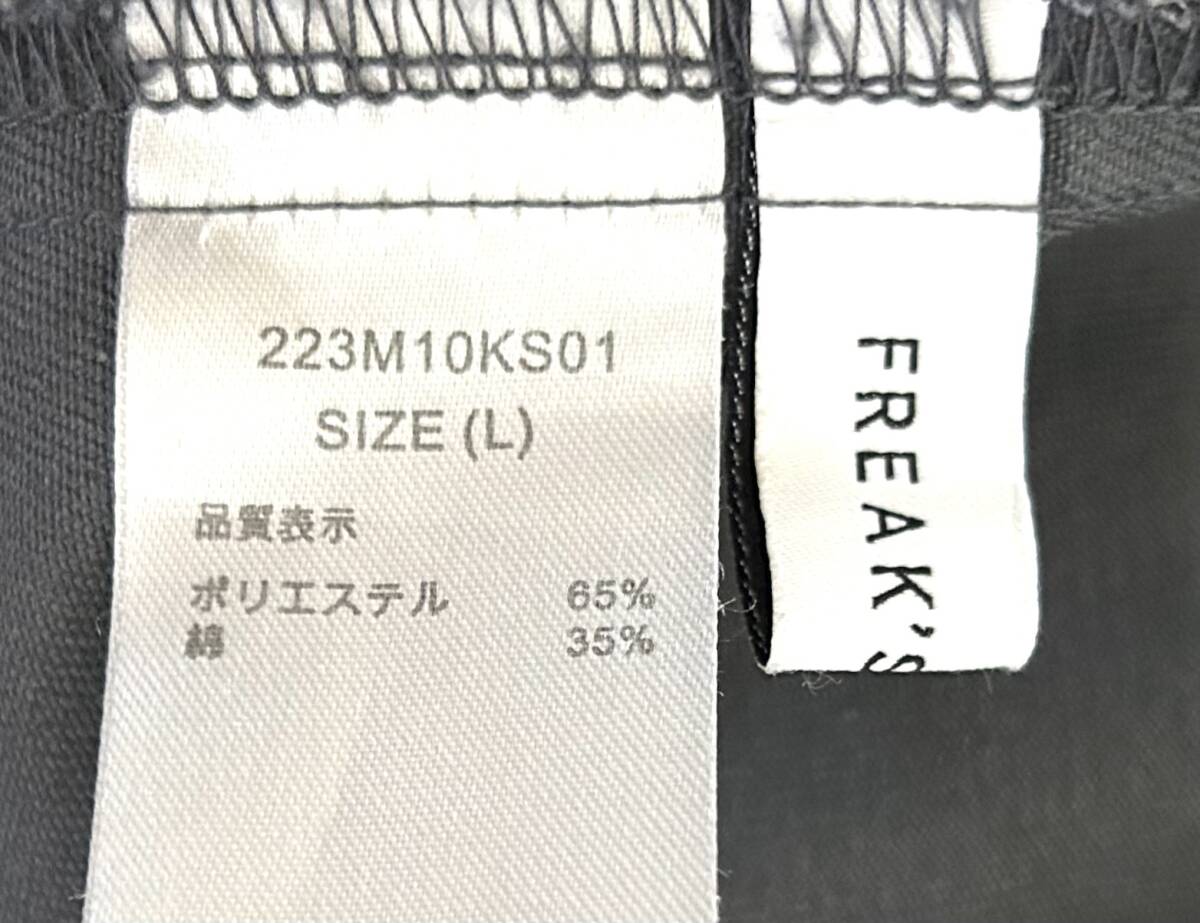 223M10KS01
SIZE (L)
品質表示
ポリエステル 65%
綿 35%
FREAK'S